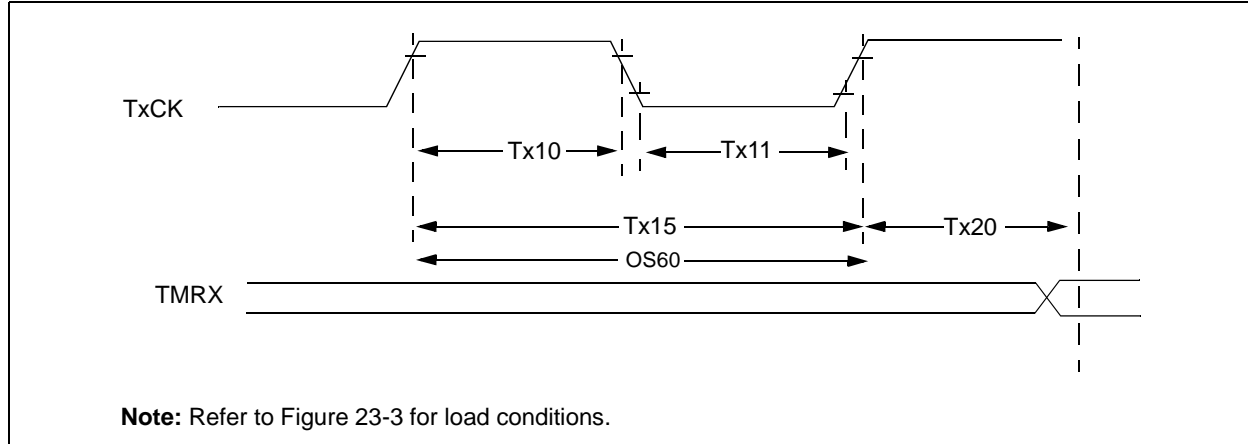 TxCK
Tx10
Tx11
Tx15
Tx20
OS60
TMRX
Note: Refer to Figure 23-3 for load conditions.